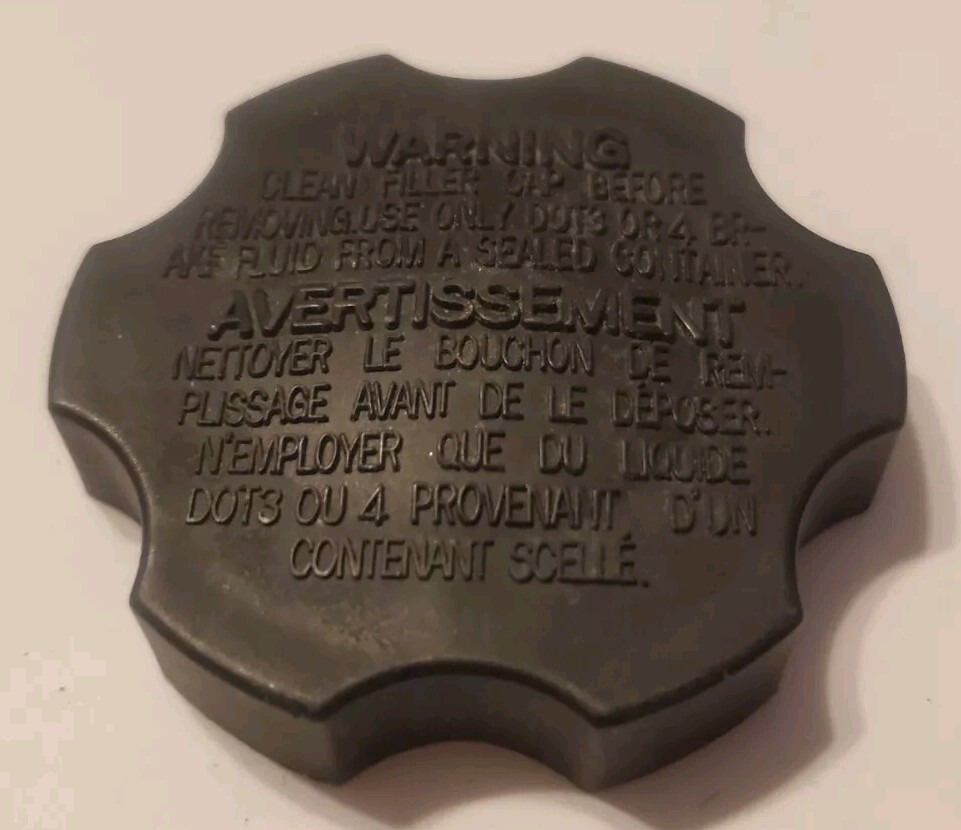 WARNING
CLEAN FILLER CAP BEFORE
REMOVING.USE ONLY DOT3 OR 4 BR-
AKE FLUID FROM A SEALED CONTAINER.
AVERTISSEMENT
NETTOYER LE BOUCHON DE REM-
PLISSAGE AVANT DE LE DÉPOSER.
N'EMPLOYER QUE DU LIQUIDE
DOT3 OU 4 PROVENANT D'UN
CONTENANT SCELLÉ.